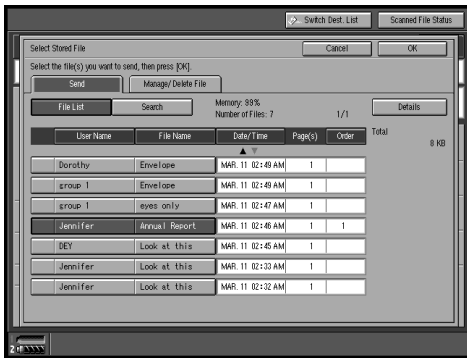 Switch Dest. List Scanned File Status
Select Stored File Cancel OK
Select the file(s) you want to send, then press [OK].
Send Manage/Delete File
File List Search Memory: 99% Details
Number of Files: 7 1/1
User Name File Name Date/Time Page(s) Order Total
8 KB
▲ ▼
Dorothy Envelope MAR. 11 02:49 AM 1
group 1 Envelope MAR. 11 02:49 AM 1
group 1 eyes only MAR. 11 02:47 AM 1
Jennifer Annual Report MAR. 11 02:46 AM 1 1
DEY Look at this MAR. 11 02:45 AM 1
Jennifer Look at this MAR. 11 02:33 AM 1
Jennifer Look at this MAR. 11 02:32 AM 1
2